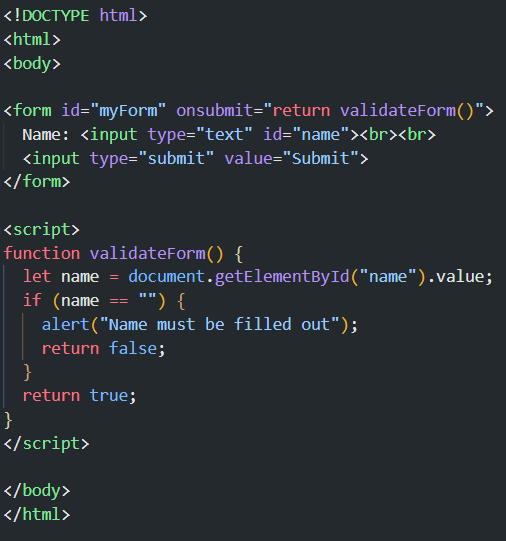 <!DOCTYPE html>
<html>
<body>
<form id="myForm" onsubmit="return validateForm()">
Name: <input type="text" id="name"><br><br>
<input type="submit" value="Submit">
</form>
<script>
function validateForm() {
let name = document.getElementById("name").value;
if (name == "") {
alert("Name must be filled out");
return false;
}
return true;
}
</script>
</body>
</html>